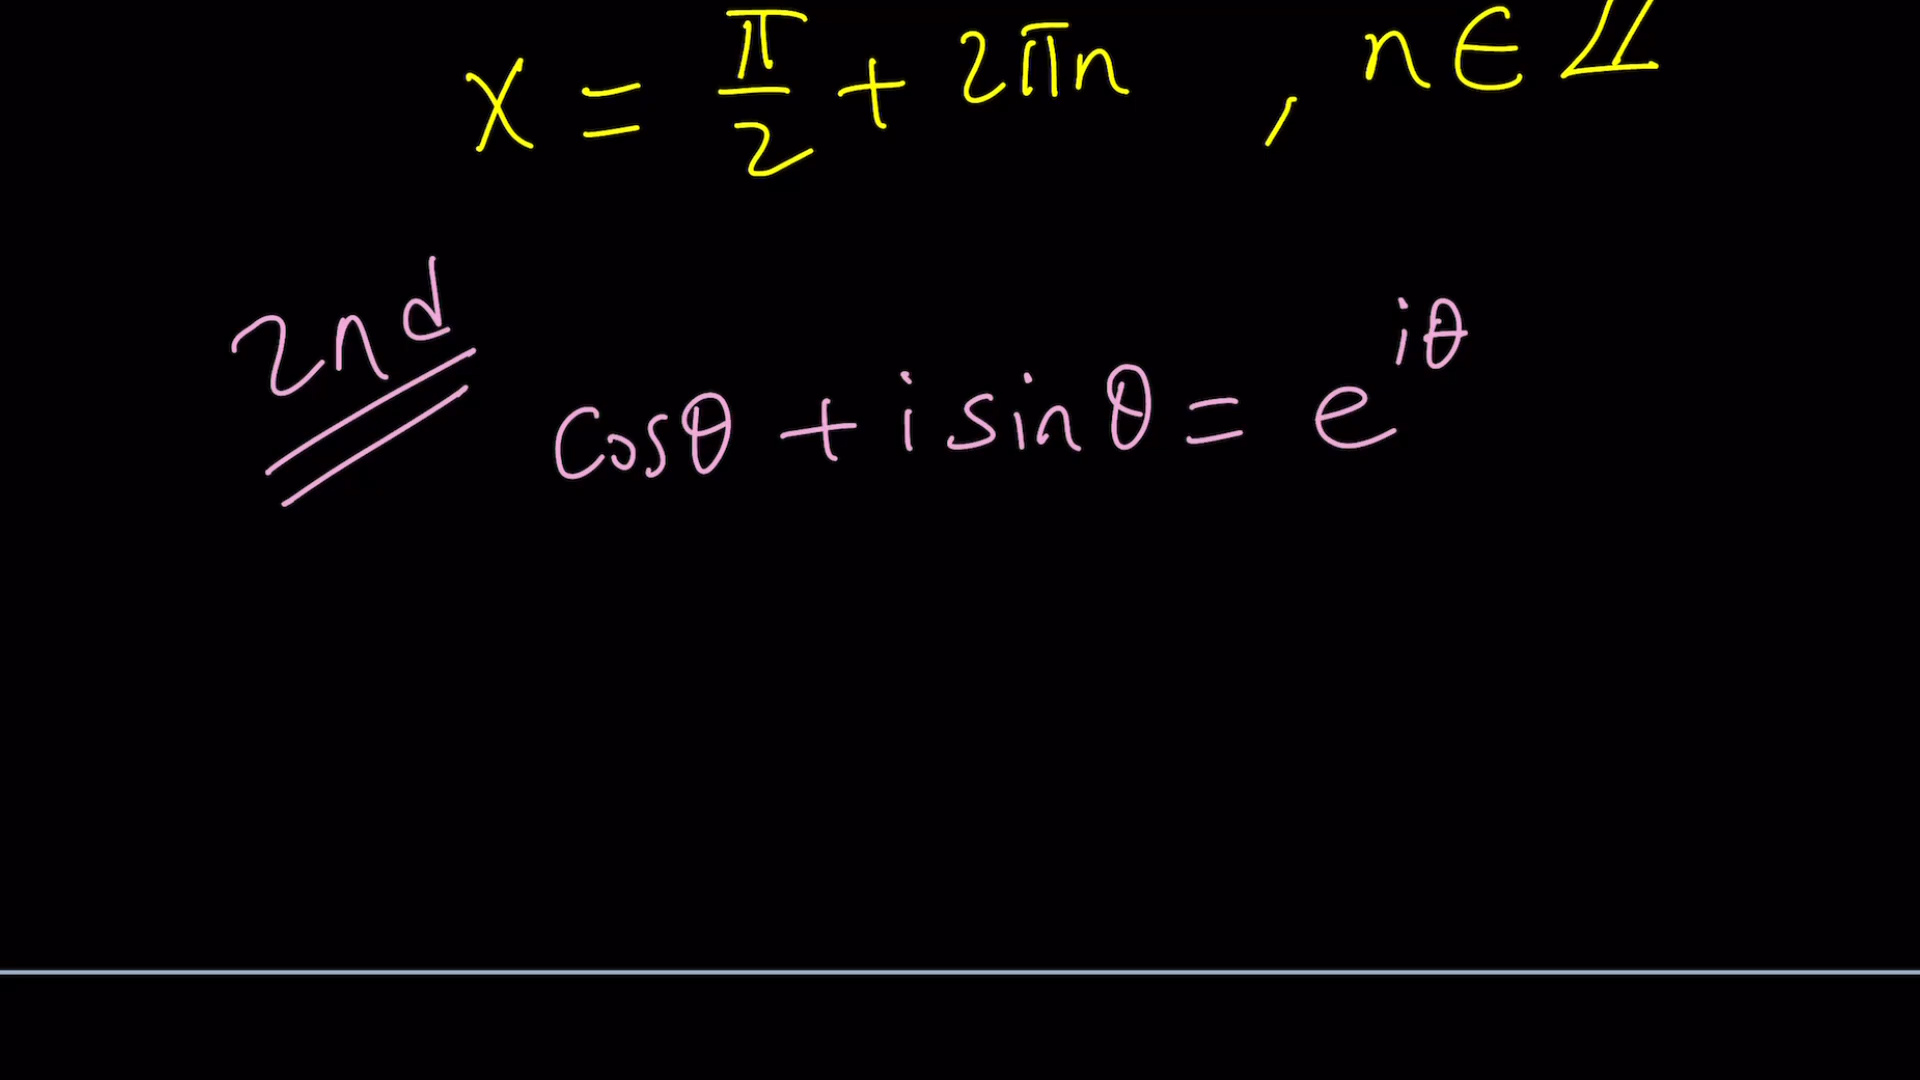 x = π/2 + 2πn , n ∈ ℤ
2nd
cosθ + i sinθ = e^{iθ}